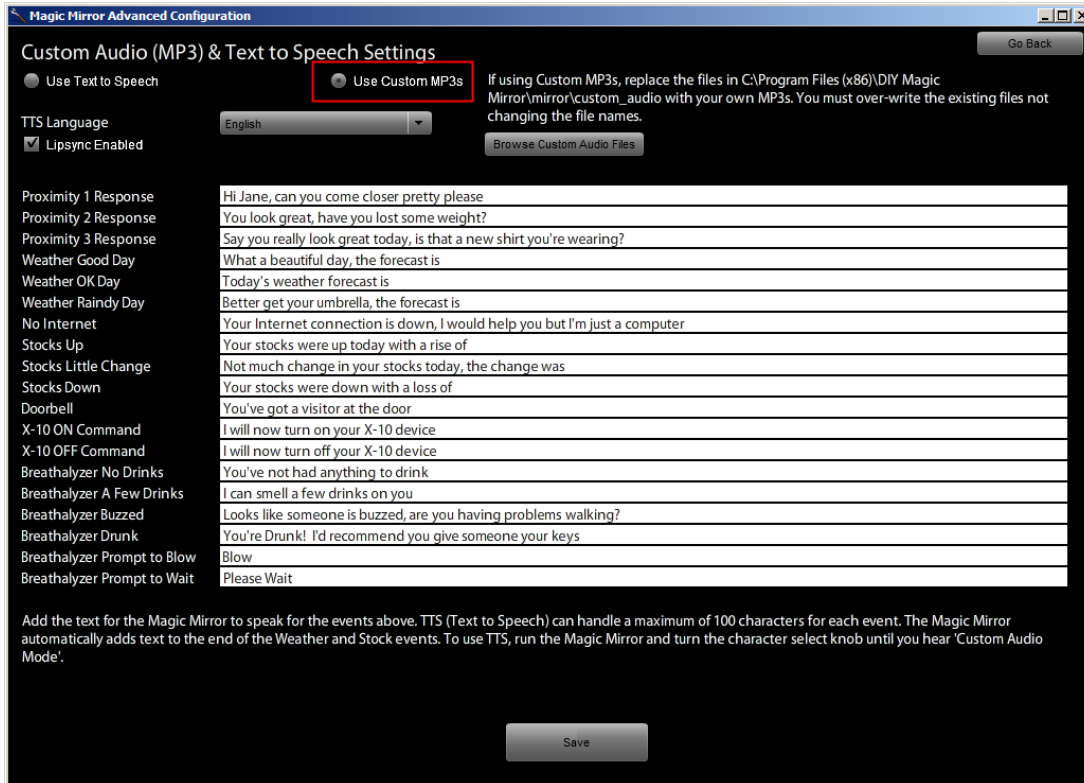 Magic Mirror Advanced Configuration
Custom Audio (MP3) & Text to Speech Settings
Go Back
Use Text to Speech
Use Custom MP3s
If using Custom MP3s, replace the files in C:\Program Files (x86)\DIY Magic
Mirror\mirror\custom_audio with your own MP3s. You must over-write the existing files not
changing the file names.
TTS Language
English
Lipsync Enabled
Browse Custom Audio Files
Proximity 1 Response Hi Jane, can you come closer pretty please
Proximity 2 Response You look great, have you lost some weight?
Proximity 3 Response Say you really look great today, is that a new shirt you're wearing?
Weather Good Day What a beautiful day, the forecast is
Weather OK Day Today's weather forecast is
Weather Raindy Day Better get your umbrella, the forecast is
No Internet Your Internet connection is down, I would help you but I'm just a computer
Stocks Up Your stocks were up today with a rise of
Stocks Little Change Not much change in your stocks today, the change was
Stocks Down Your stocks were down with a loss of
Doorbell You've got a visitor at the door
X-10 ON Command I will now turn on your X-10 device
X-10 OFF Command I will now turn off your X-10 device
Breathalyzer No Drinks You've not had anything to drink
Breathalyzer A Few Drinks I can smell a few drinks on you
Breathalyzer Buzzed Looks like someone is buzzed, are you having problems walking?
Breathalyzer Drunk You're Drunk! I'd recommend you give someone your keys
Breathalyzer Prompt to Blow Blow
Breathalyzer Prompt to Wait Please Wait
Add the text for the Magic Mirror to speak for the events above. TTS (Text to Speech) can handle a maximum of 100 characters for each event. The Magic Mirror
automatically adds text to the end of the Weather and Stock events. To use TTS, run the Magic Mirror and turn the character select knob until you hear 'Custom Audio
Mode'.
Save